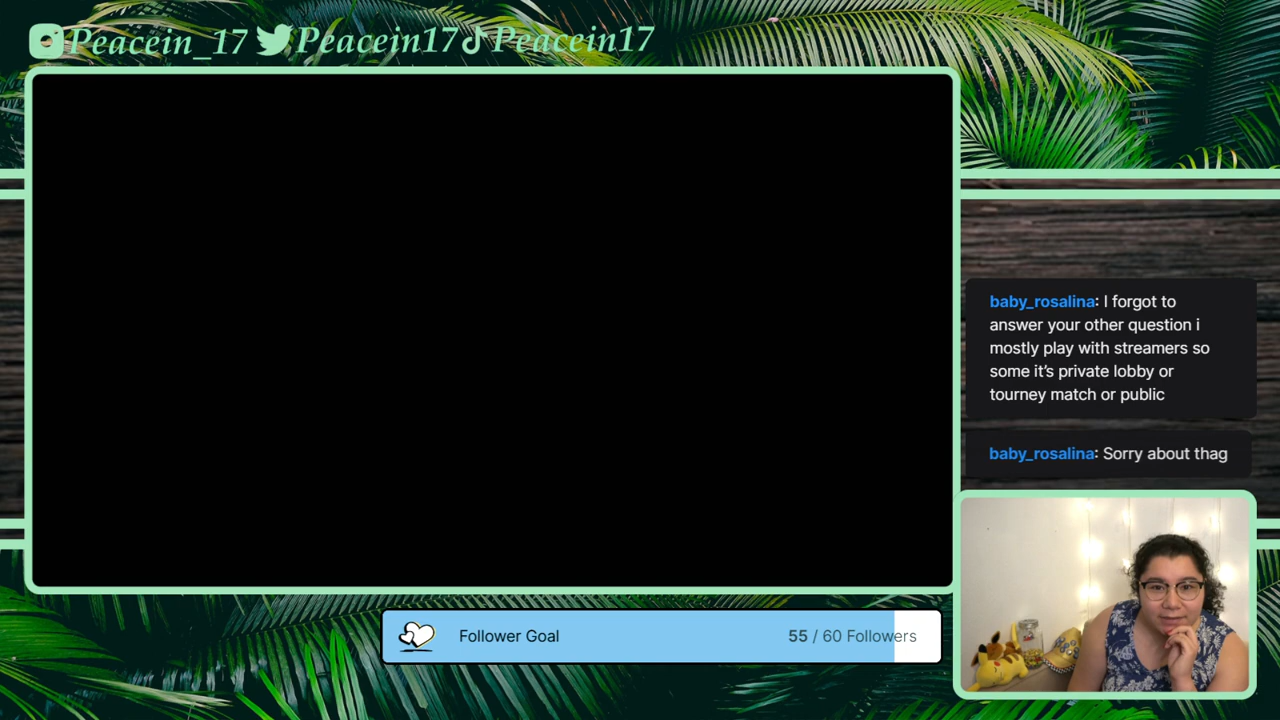 Peacein_17 Peacein17 Peacein17
baby_rosalina: I forgot to
answer your other question i
mostly play with streamers so
some it’s private lobby or
tourney match or public
baby_rosalina: Sorry about thag
Follower Goal 55 / 60 Followers